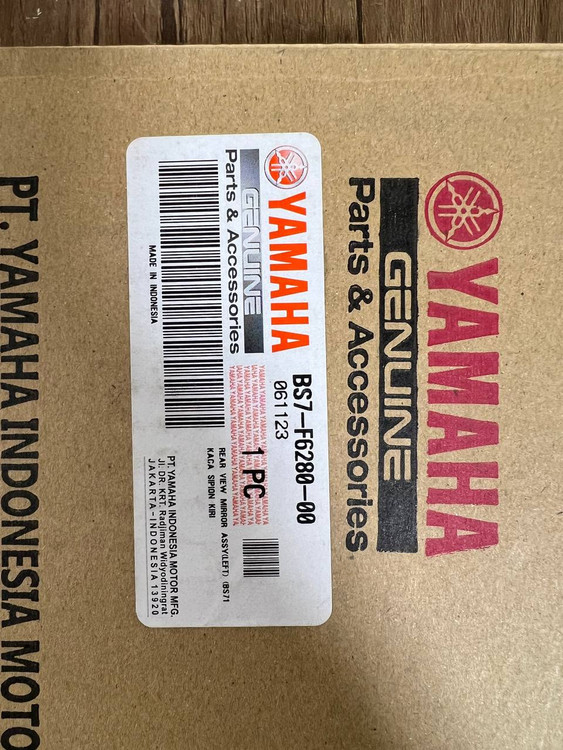 YAMAHA
GENUINE
Parts & Accessories
YAMAHA
GENUINE
Parts & Accessories
MADE IN INDONESIA
BS7-F6280-00
061123
1 PC
REAR VIEW MIRROR ASSY(LEFT) (BS71
KACA SIPION KIRI
PT. YAMAHA INDONESIA MOTOR MFG.
Jl. DR. KRT. Radjiman Widyodiningrat
JAKARTA-INDONESIA 13920
PT. YAMAHA INDONESIA MOTO